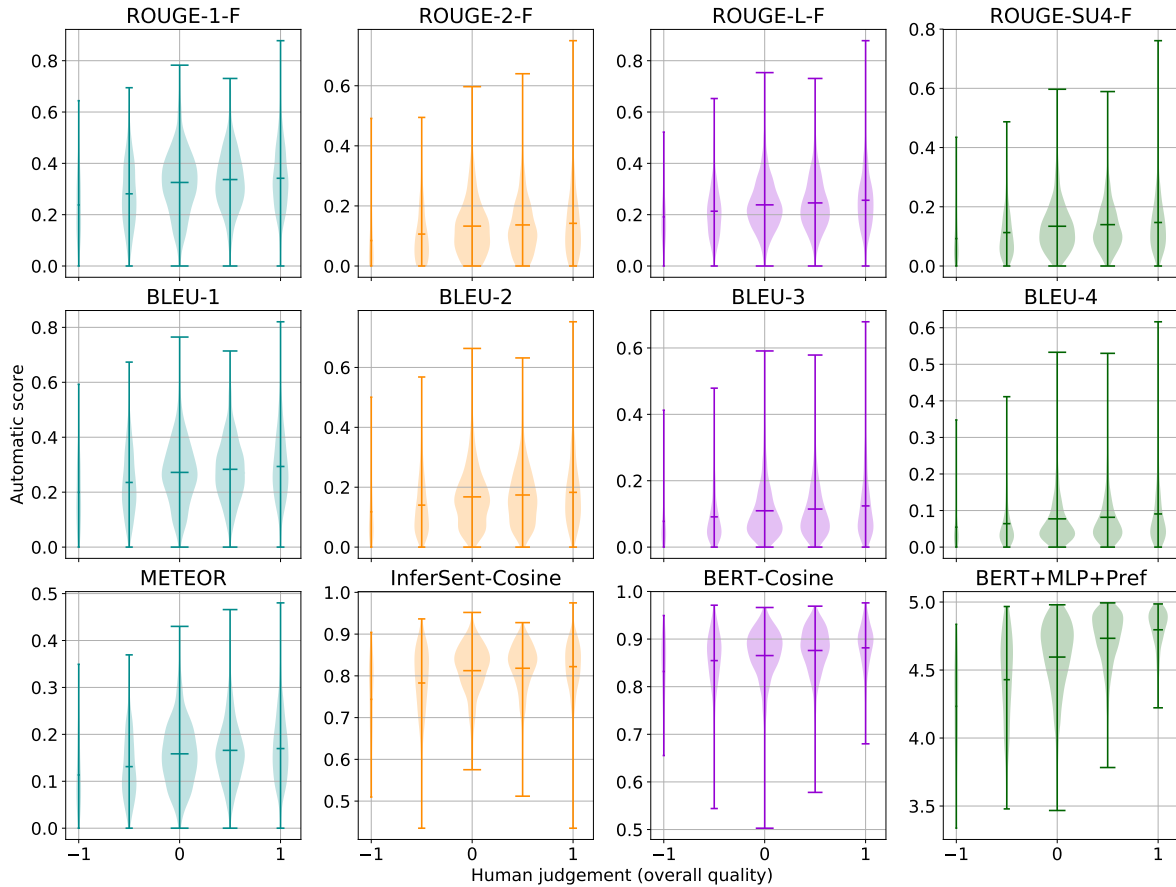 ROUGE-1-F ROUGE-2-F ROUGE-L-F ROUGE-SU4-F
0.8 0.6 0.4 0.2 0.0
0.6 0.4 0.2 0.0
0.8 0.6 0.4 0.2 0.0
0.8 0.6 0.4 0.2 0.0
BLEU-1 BLEU-2 BLEU-3 BLEU-4
Automatic score
0.8 0.6 0.4 0.2 0.0
0.6 0.4 0.2 0.0
0.6 0.4 0.2 0.0
0.6 0.5 0.4 0.3 0.2 0.1 0.0
METEOR InferSent-Cosine BERT-Cosine BERT+MLP+Pref
0.5 0.4 0.3 0.2 0.1 0.0
1.0 0.9 0.8 0.7 0.6 0.5
1.0 0.9 0.8 0.7 0.6 0.5
5.0 4.5 4.0 3.5
−1 0 1 −1 0 1 −1 0 1 −1 0 1
Human judgement (overall quality)